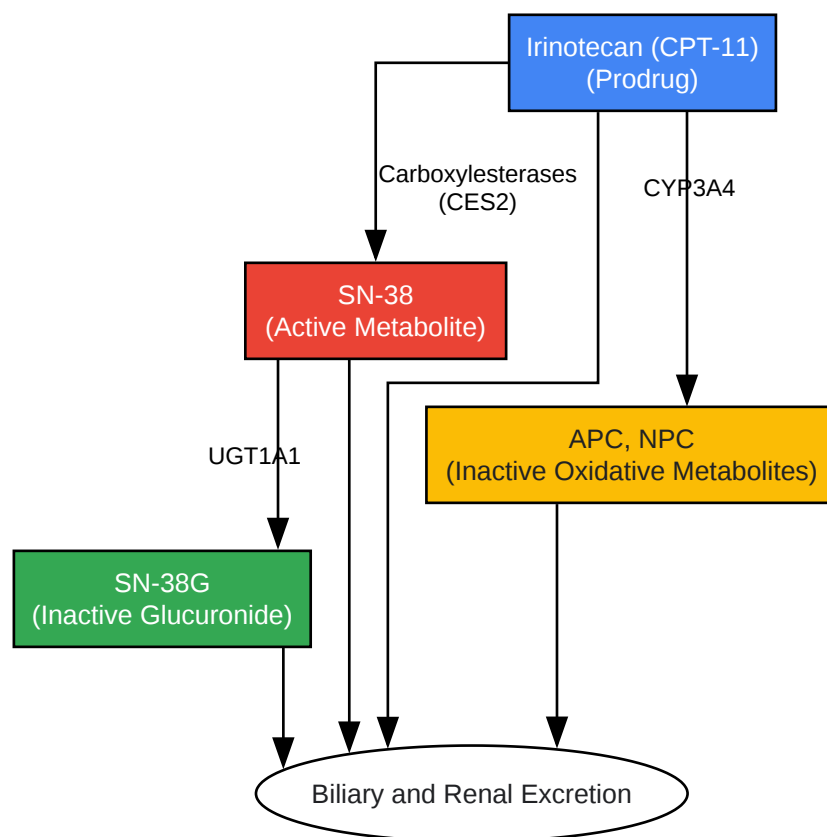 Irinotecan (CPT-11)
(Prodrug)
Carboxylesterases
(CES2)
CYP3A4
SN-38
(Active Metabolite)
APC, NPC
(Inactive Oxidative Metabolites)
UGT1A1
SN-38G
(Inactive Glucuronide)
Biliary and Renal Excretion